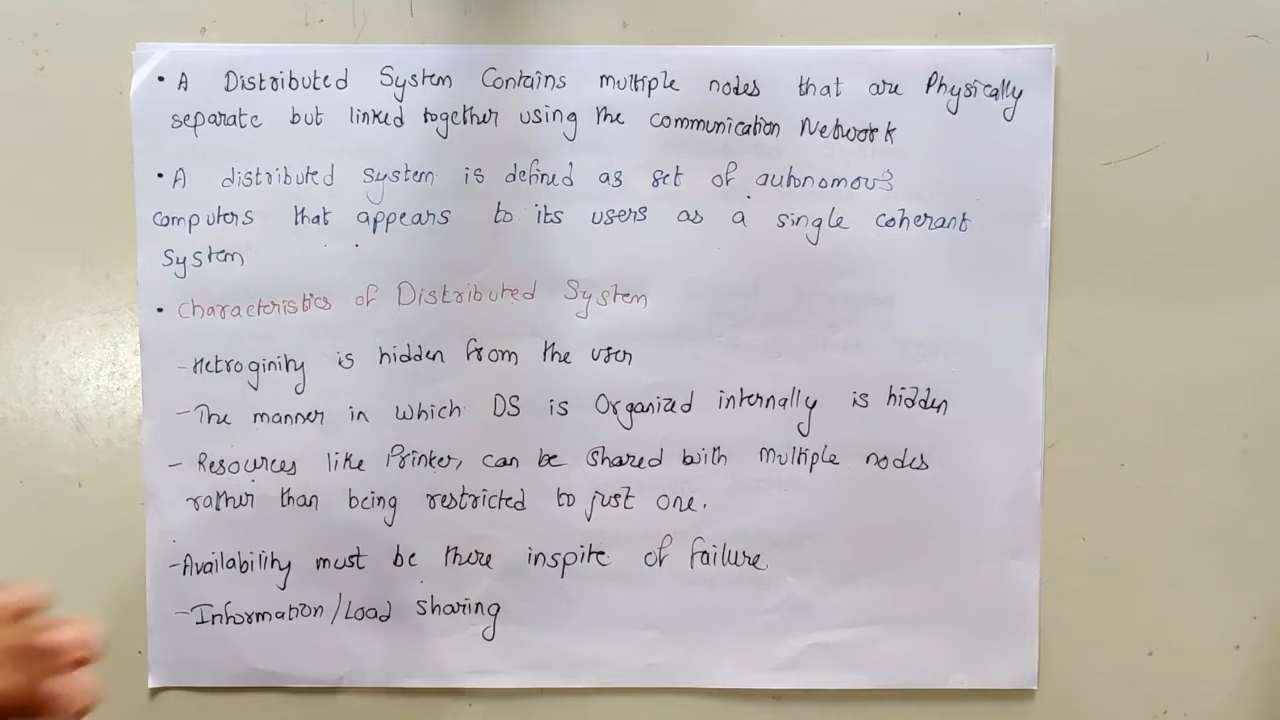 • A Distributed System Contains multiple nodes that are Physically
separate but linked together using the communication Network
• A distributed system is defined as set of autonomous
computers that appears to its users as a single coherant
system
• Characteristics of Distributed System
- Hetroginity is hidden from the user
- The manner in which DS is Organized internally is hidden
- Resources like Printer, can be shared with multiple nodes
rather than being restricted to just one.
- Availability must be there inspite of failure.
- Information/Load sharing